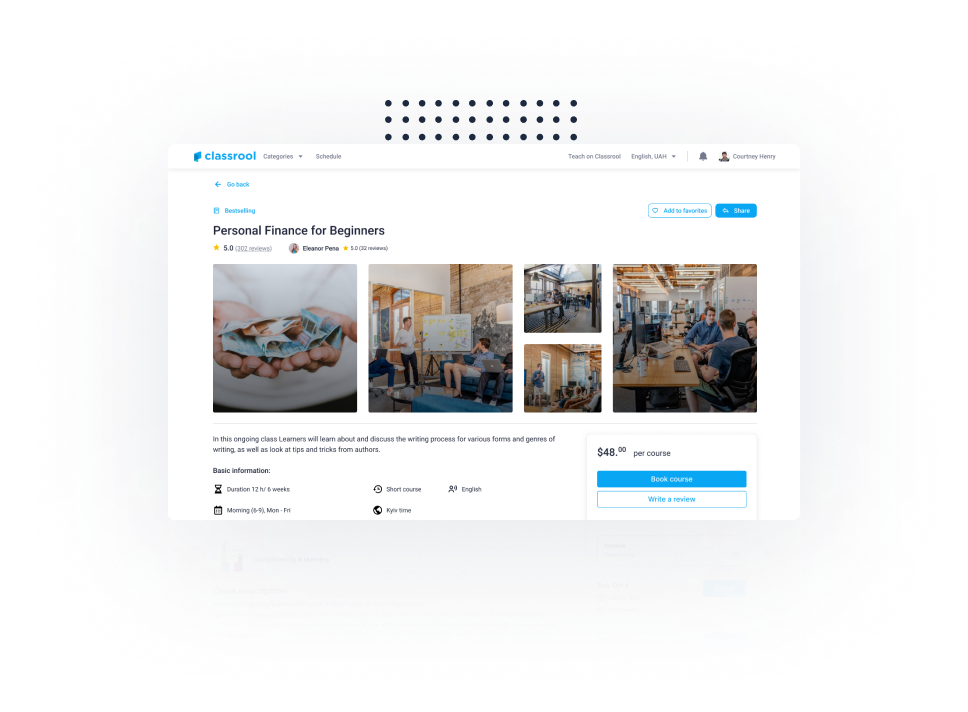 classrool Categories Schedule Teach on Classrool English, UAH Courtney Henry
Go back
Bestselling Add to favorites Share
Personal Finance for Beginners
5.0 (302 reviews) Eleanor Pena 5.0 (32 reviews)
In this ongoing class Learners will learn about and discuss the writing process for various forms and genres of
writing, as well as look at tips and tricks from authors.
$48.00 per course
Basic information:
Book course
Duration 12 h/ 6 weeks Short course English
Write a review
Morning (6-9), Mon - Fri Kyiv time